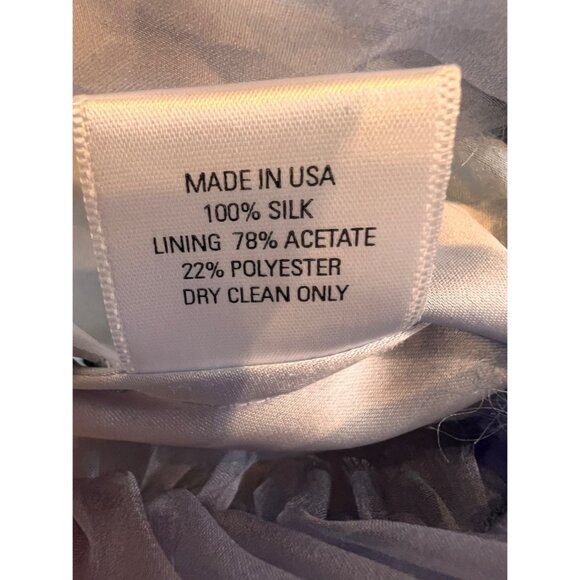 MADE IN USA
100% SILK
LINING 78% ACETATE
22% POLYESTER
DRY CLEAN ONLY